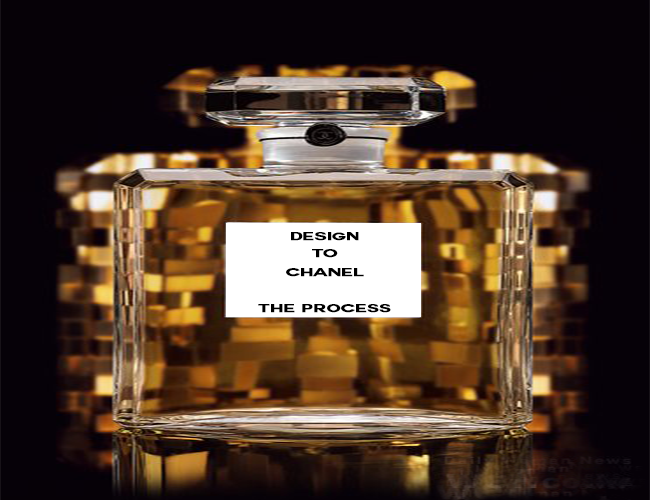 DESIGN
TO
CHANEL
THE PROCESS